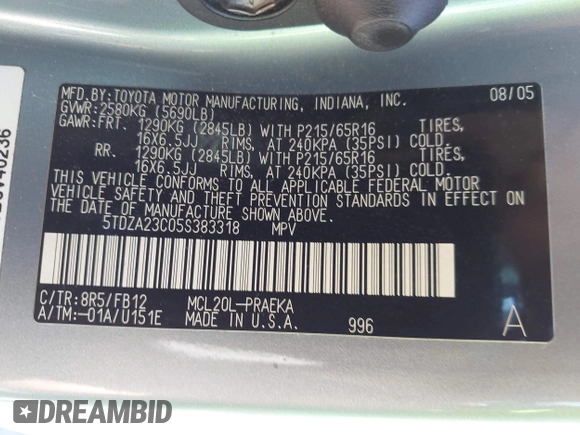 MFD.BY:TOYOTA MOTOR MANUFACTURING, INDIANA, INC. 08/05
GVWR:2580KG (5690LB)
GAWR:FRT. 1290KG (2845LB) WITH P215/65R16 TIRES,
16X6.5JJ RIMS, AT 240KPA (35PSI) COLD.
RR. 1290KG (2845LB) WITH P215/65R16 TIRES,
16X6.5JJ RIMS, AT 240KPA (35PSI) COLD.
THIS VEHICLE CONFORMS TO ALL APPLICABLE FEDERAL MOTOR
VEHICLE SAFETY AND THEFT PREVENTION STANDARDS IN EFFECT ON
THE DATE OF MANUFACTURE SHOWN ABOVE.
5TDZA23C05S383318 MPV
C/TR:8R5/FB12 MCL20L-PRAEKA
A/TM:-01A/U151E MADE IN U.S.A. 996 A
DREAMBID